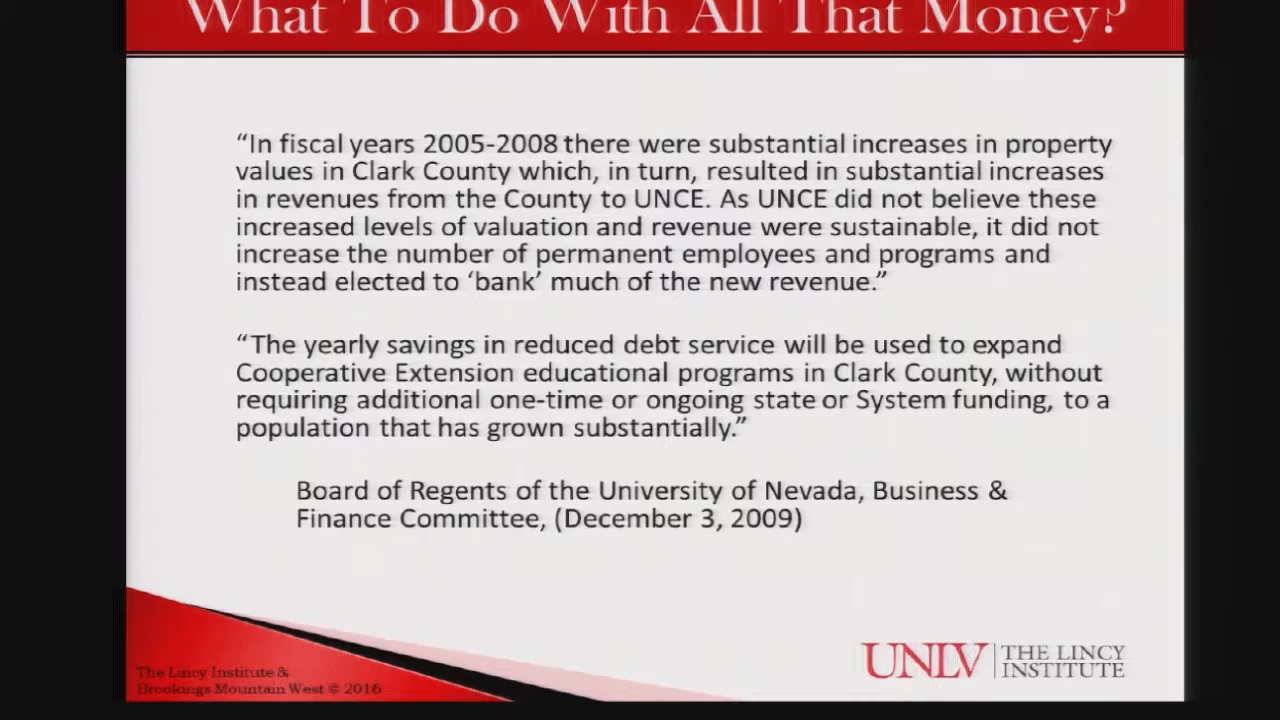 What To Do With All That Money?
“In fiscal years 2005-2008 there were substantial increases in property
values in Clark County which, in turn, resulted in substantial increases
in revenues from the County to UNCE. As UNCE did not believe these
increased levels of valuation and revenue were sustainable, it did not
increase the number of permanent employees and programs and
instead elected to ‘bank’ much of the new revenue.”
“The yearly savings in reduced debt service will be used to expand
Cooperative Extension educational programs in Clark County, without
requiring additional one-time or ongoing state or System funding, to a
population that has grown substantially.”
Board of Regents of the University of Nevada, Business &
Finance Committee, (December 3, 2009)
The Lincy Institute &
Brookings Mountain West © 2016
UNLV THE LINCY
INSTITUTE